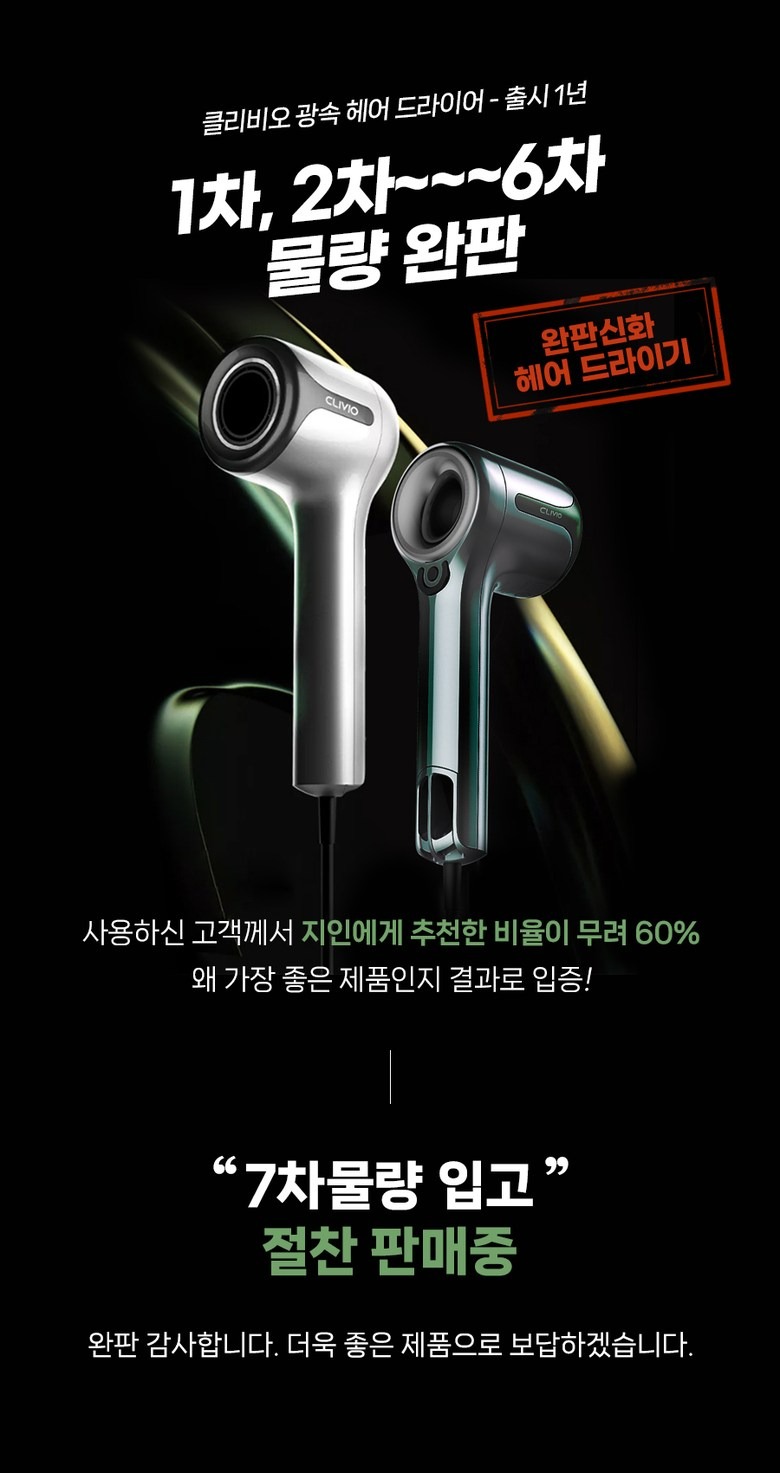 클리비오 광속 헤어 드라이어 - 출시 1년
1차, 2차~~~6차
물량 완판
완판신화
헤어 드라이기
CLIVIO
CLIVIO
사용하신 고객께서 지인에게 추천한 비율이 무려 60%
왜 가장 좋은 제품인지 결과로 입증!
“7차물량 입고”
절찬 판매중
완판 감사합니다. 더욱 좋은 제품으로 보답하겠습니다.